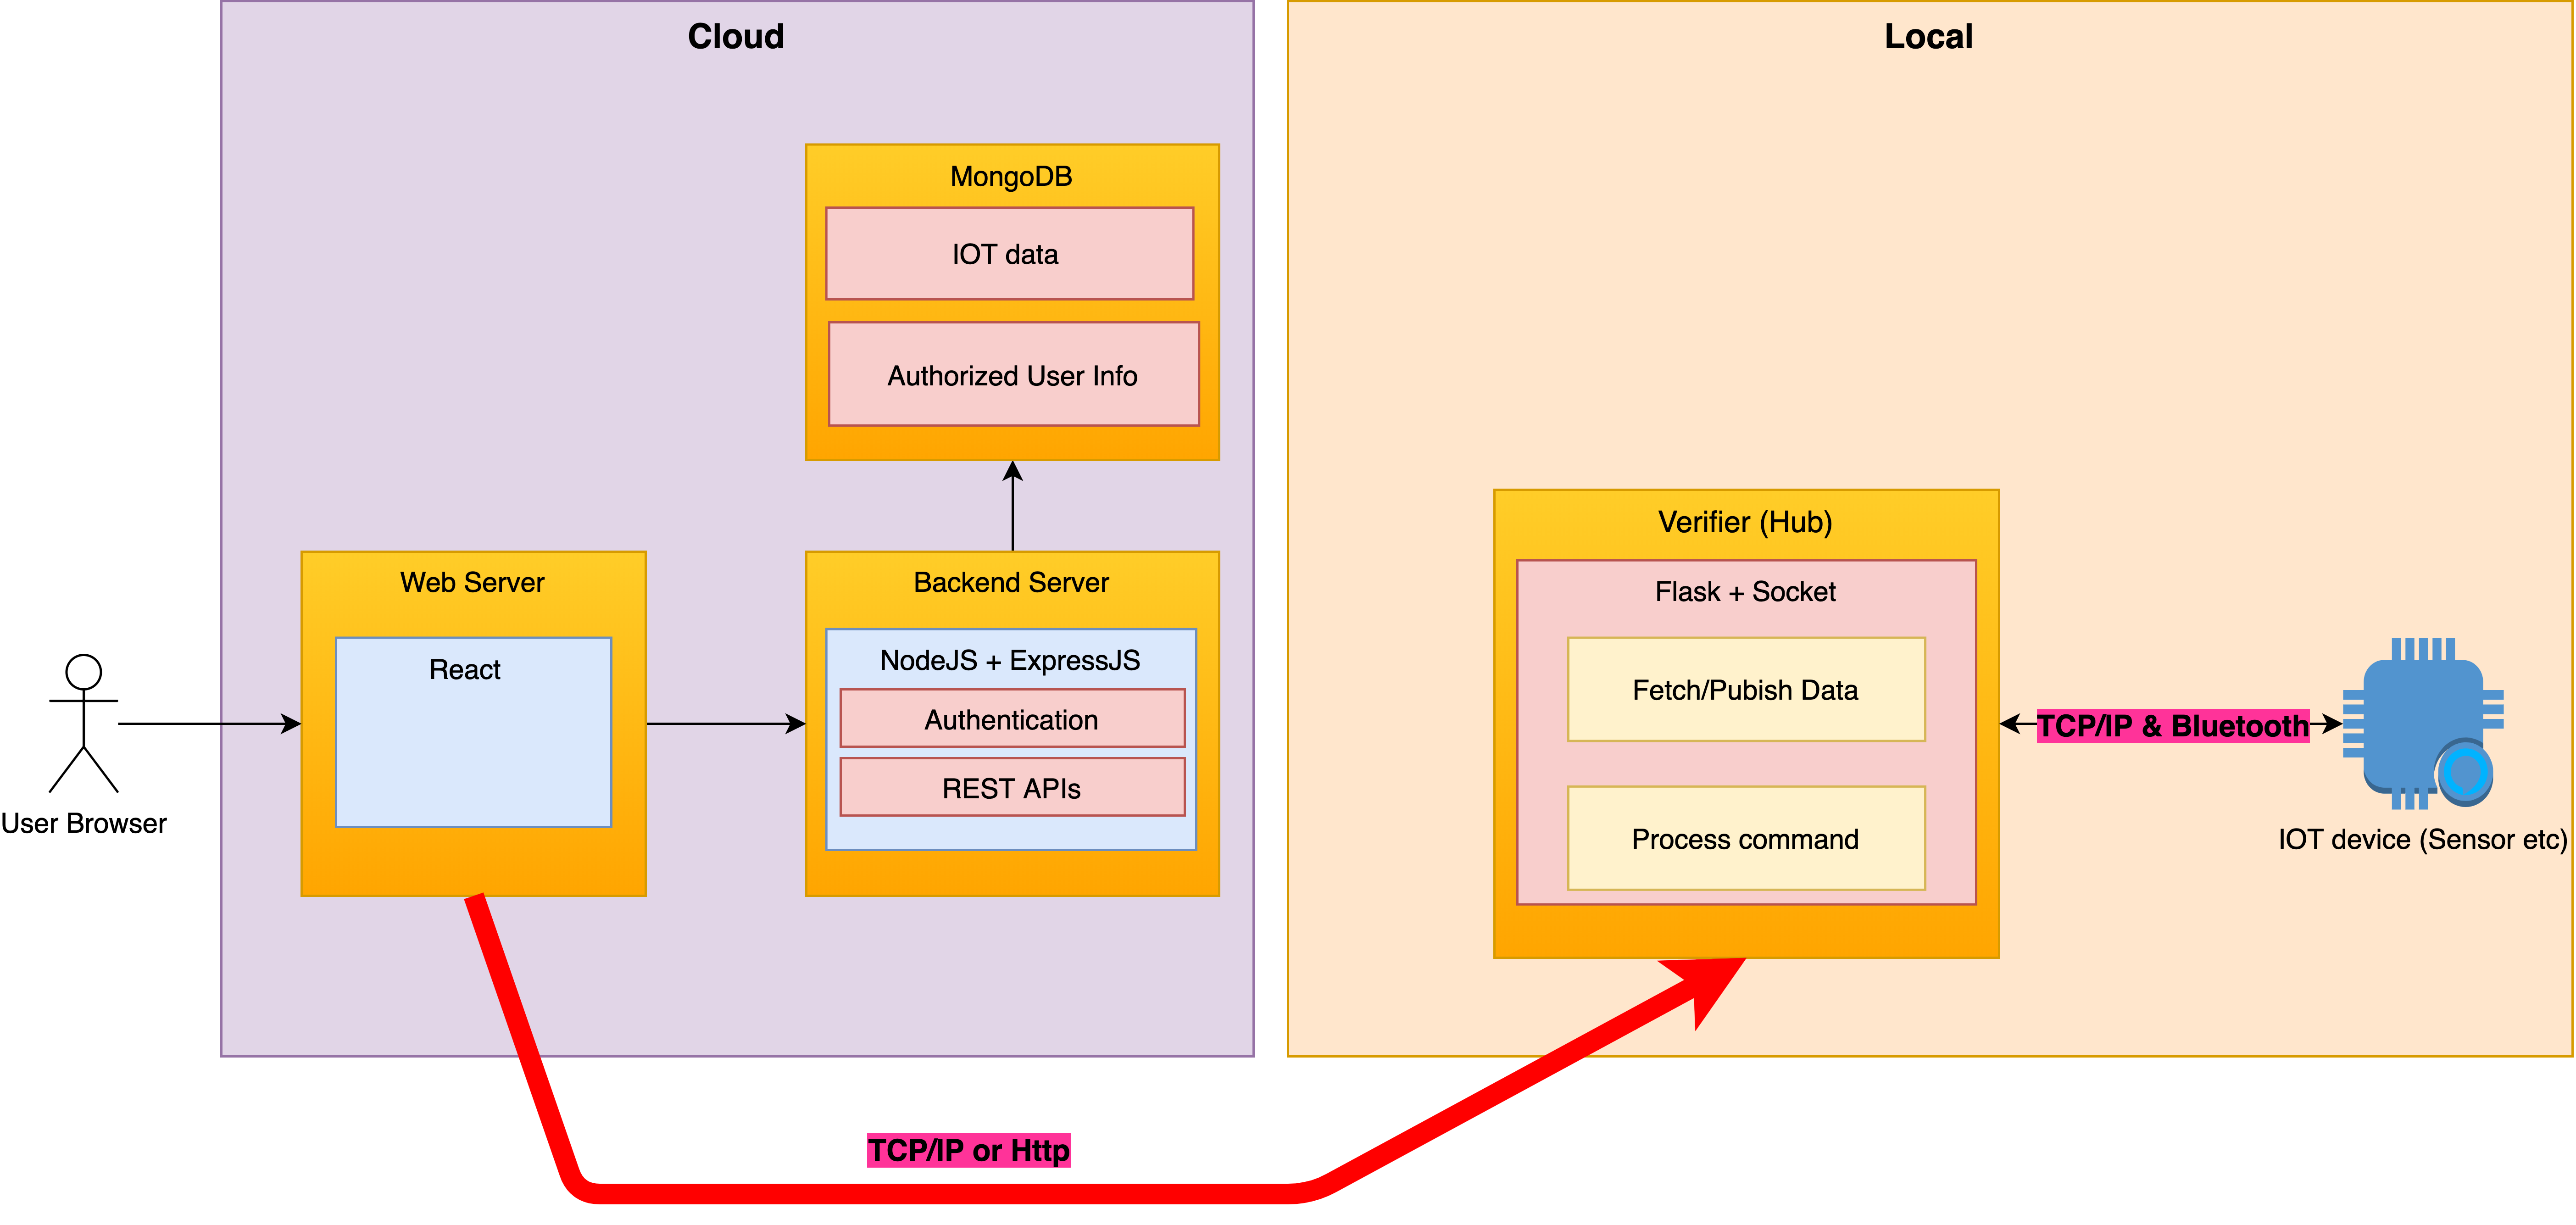 Cloud
Local
MongoDB
IOT data
Authorized User Info
Web Server
React
Backend Server
NodeJS + ExpressJS
Authentication
REST APIs
User Browser
Verifier (Hub)
Flask + Socket
Fetch/Pubish Data
Process command
TCP/IP & Bluetooth
IOT device (Sensor etc)
TCP/IP or Http